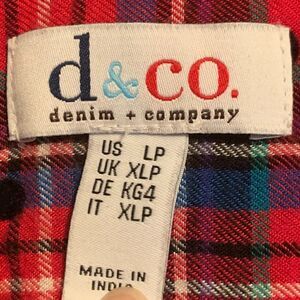 d&co.
denim + company
US LP
UK XLP
DE KG4
IT XLP
MADE IN
INDIA